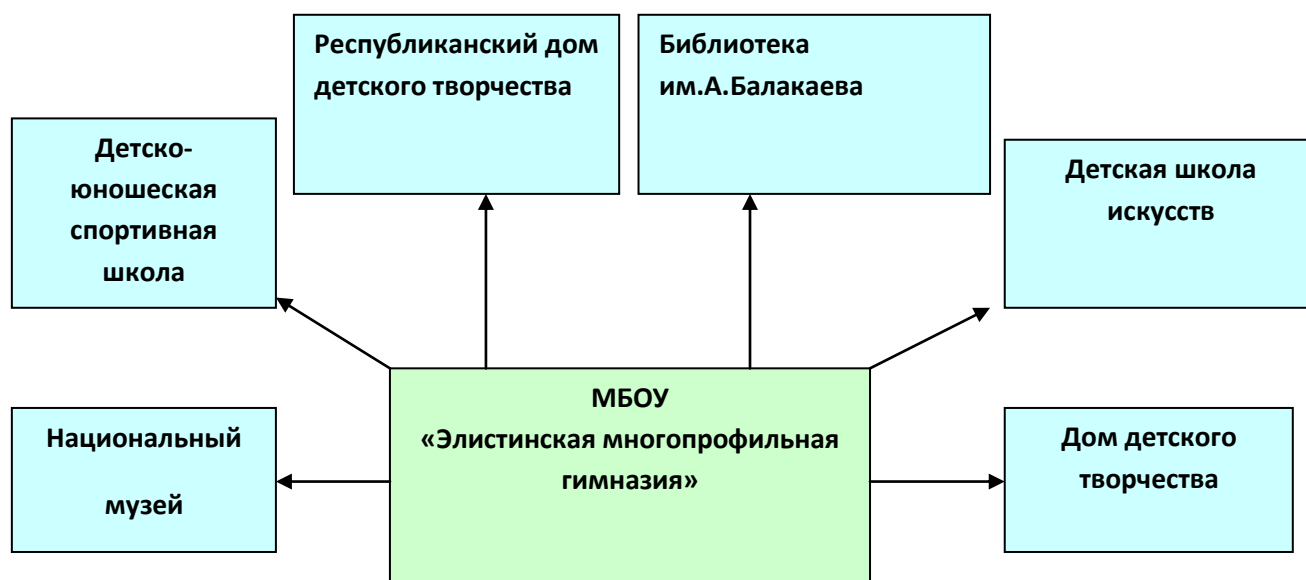 Республиканский дом
детского творчества
Библиотека
им.А.Балакаева
Детско-
юношеская
спортивная
школа
Детская школа
искусств
МБОУ
«Элистинская многопрофильная
гимназия»
Национальный
музей
Дом детского
творчества